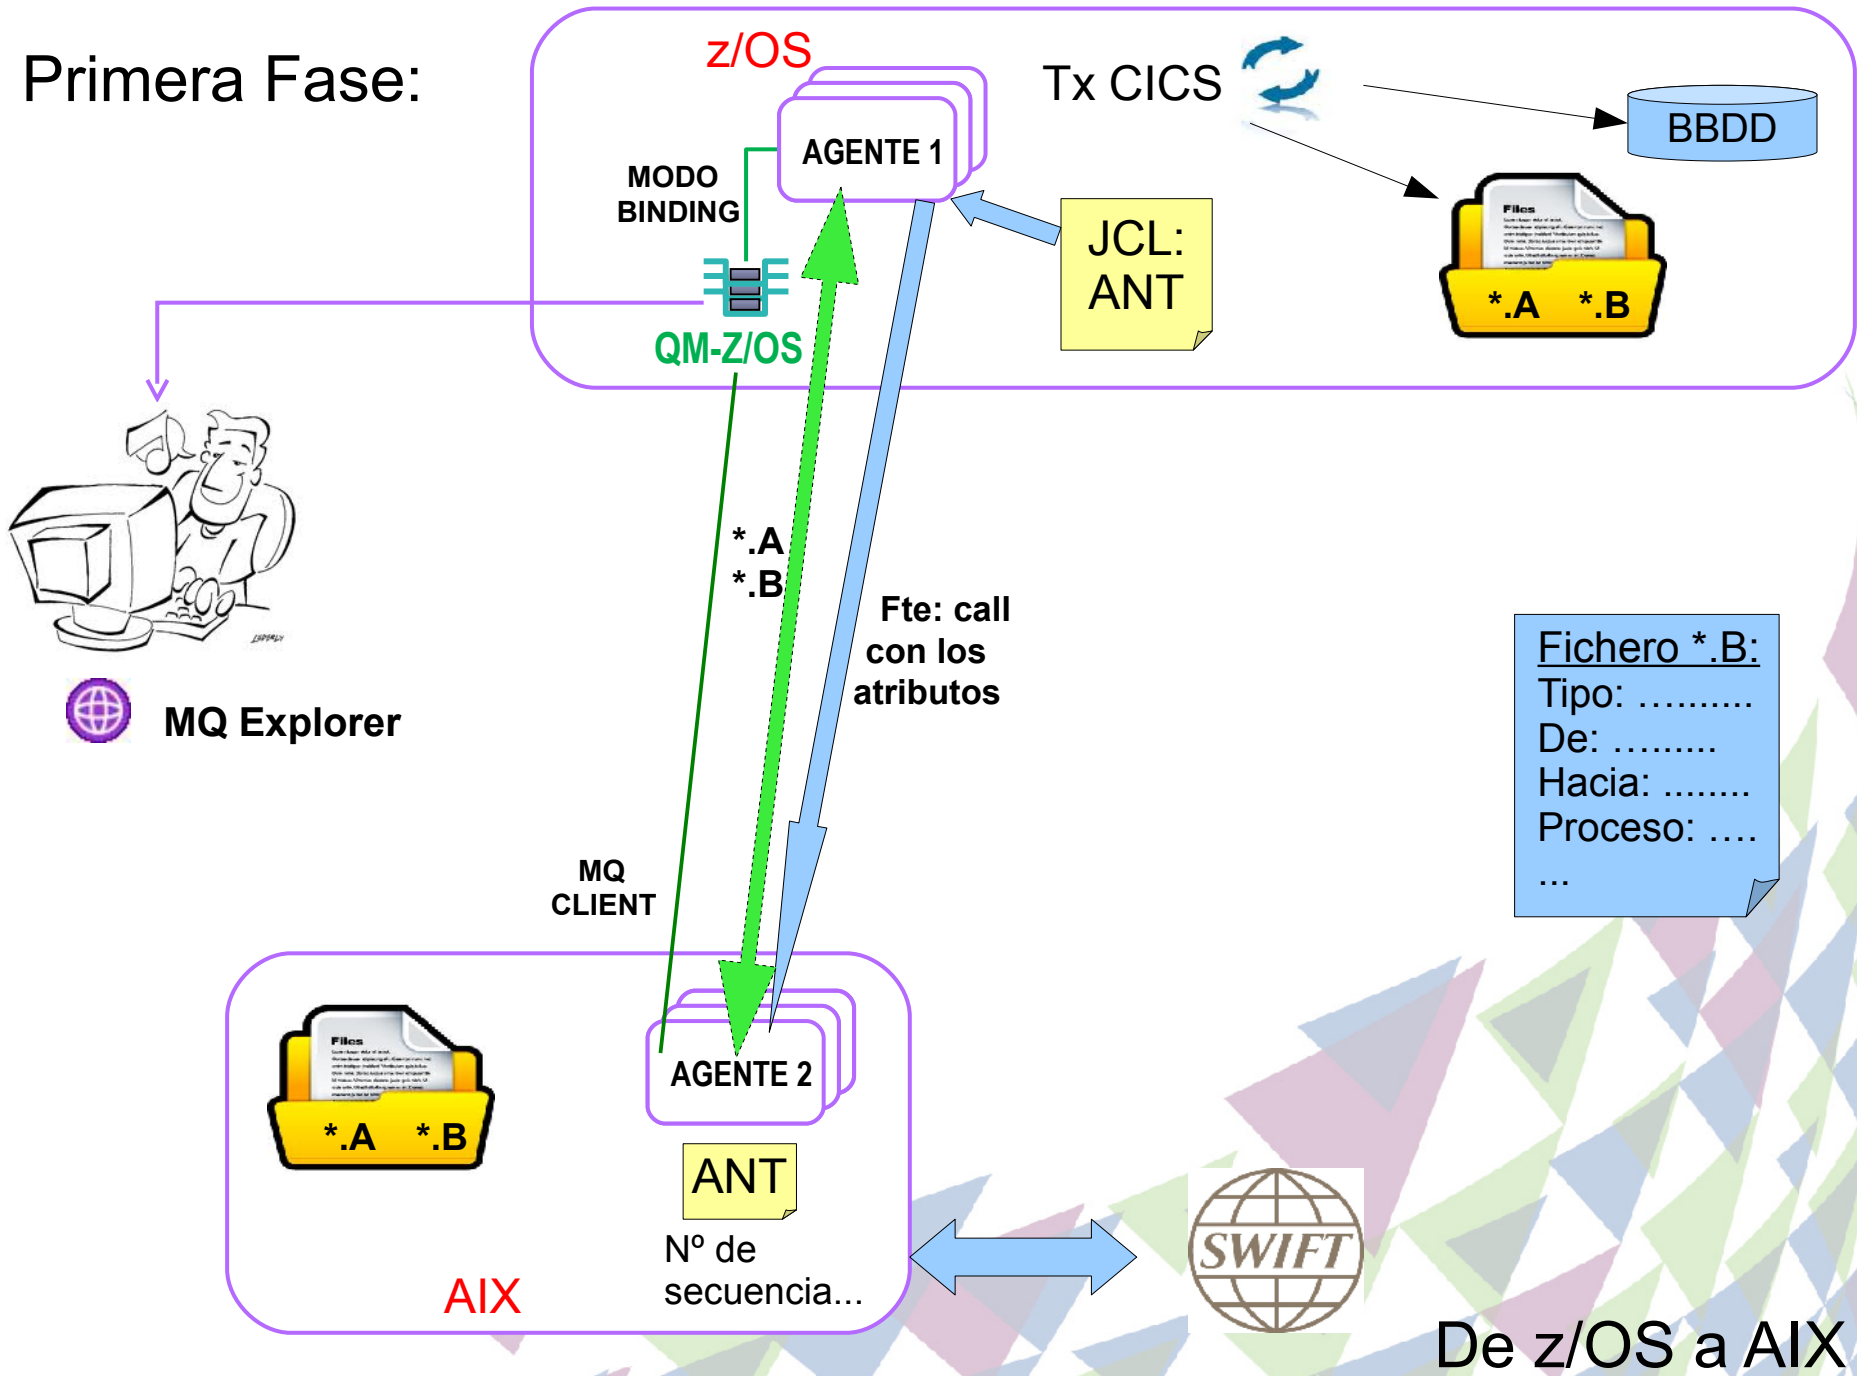 Primera Fase:
z/OS
Tx CICS
BBDD
AGENTE 1
MODO
BINDING
JCL:
ANT
Files
*.A *.B
QM-Z/OS
*.A
*.B
Fte: call
con los
atributos
MQ Explorer
Fichero *.B:
Tipo: ….......
De: …......
Hacia: ........
Proceso: ….
...
MQ
CLIENT
Files
*.A *.B
AGENTE 2
ANT
Nº de
secuencia...
AIX
SWIFT
De z/OS a AIX